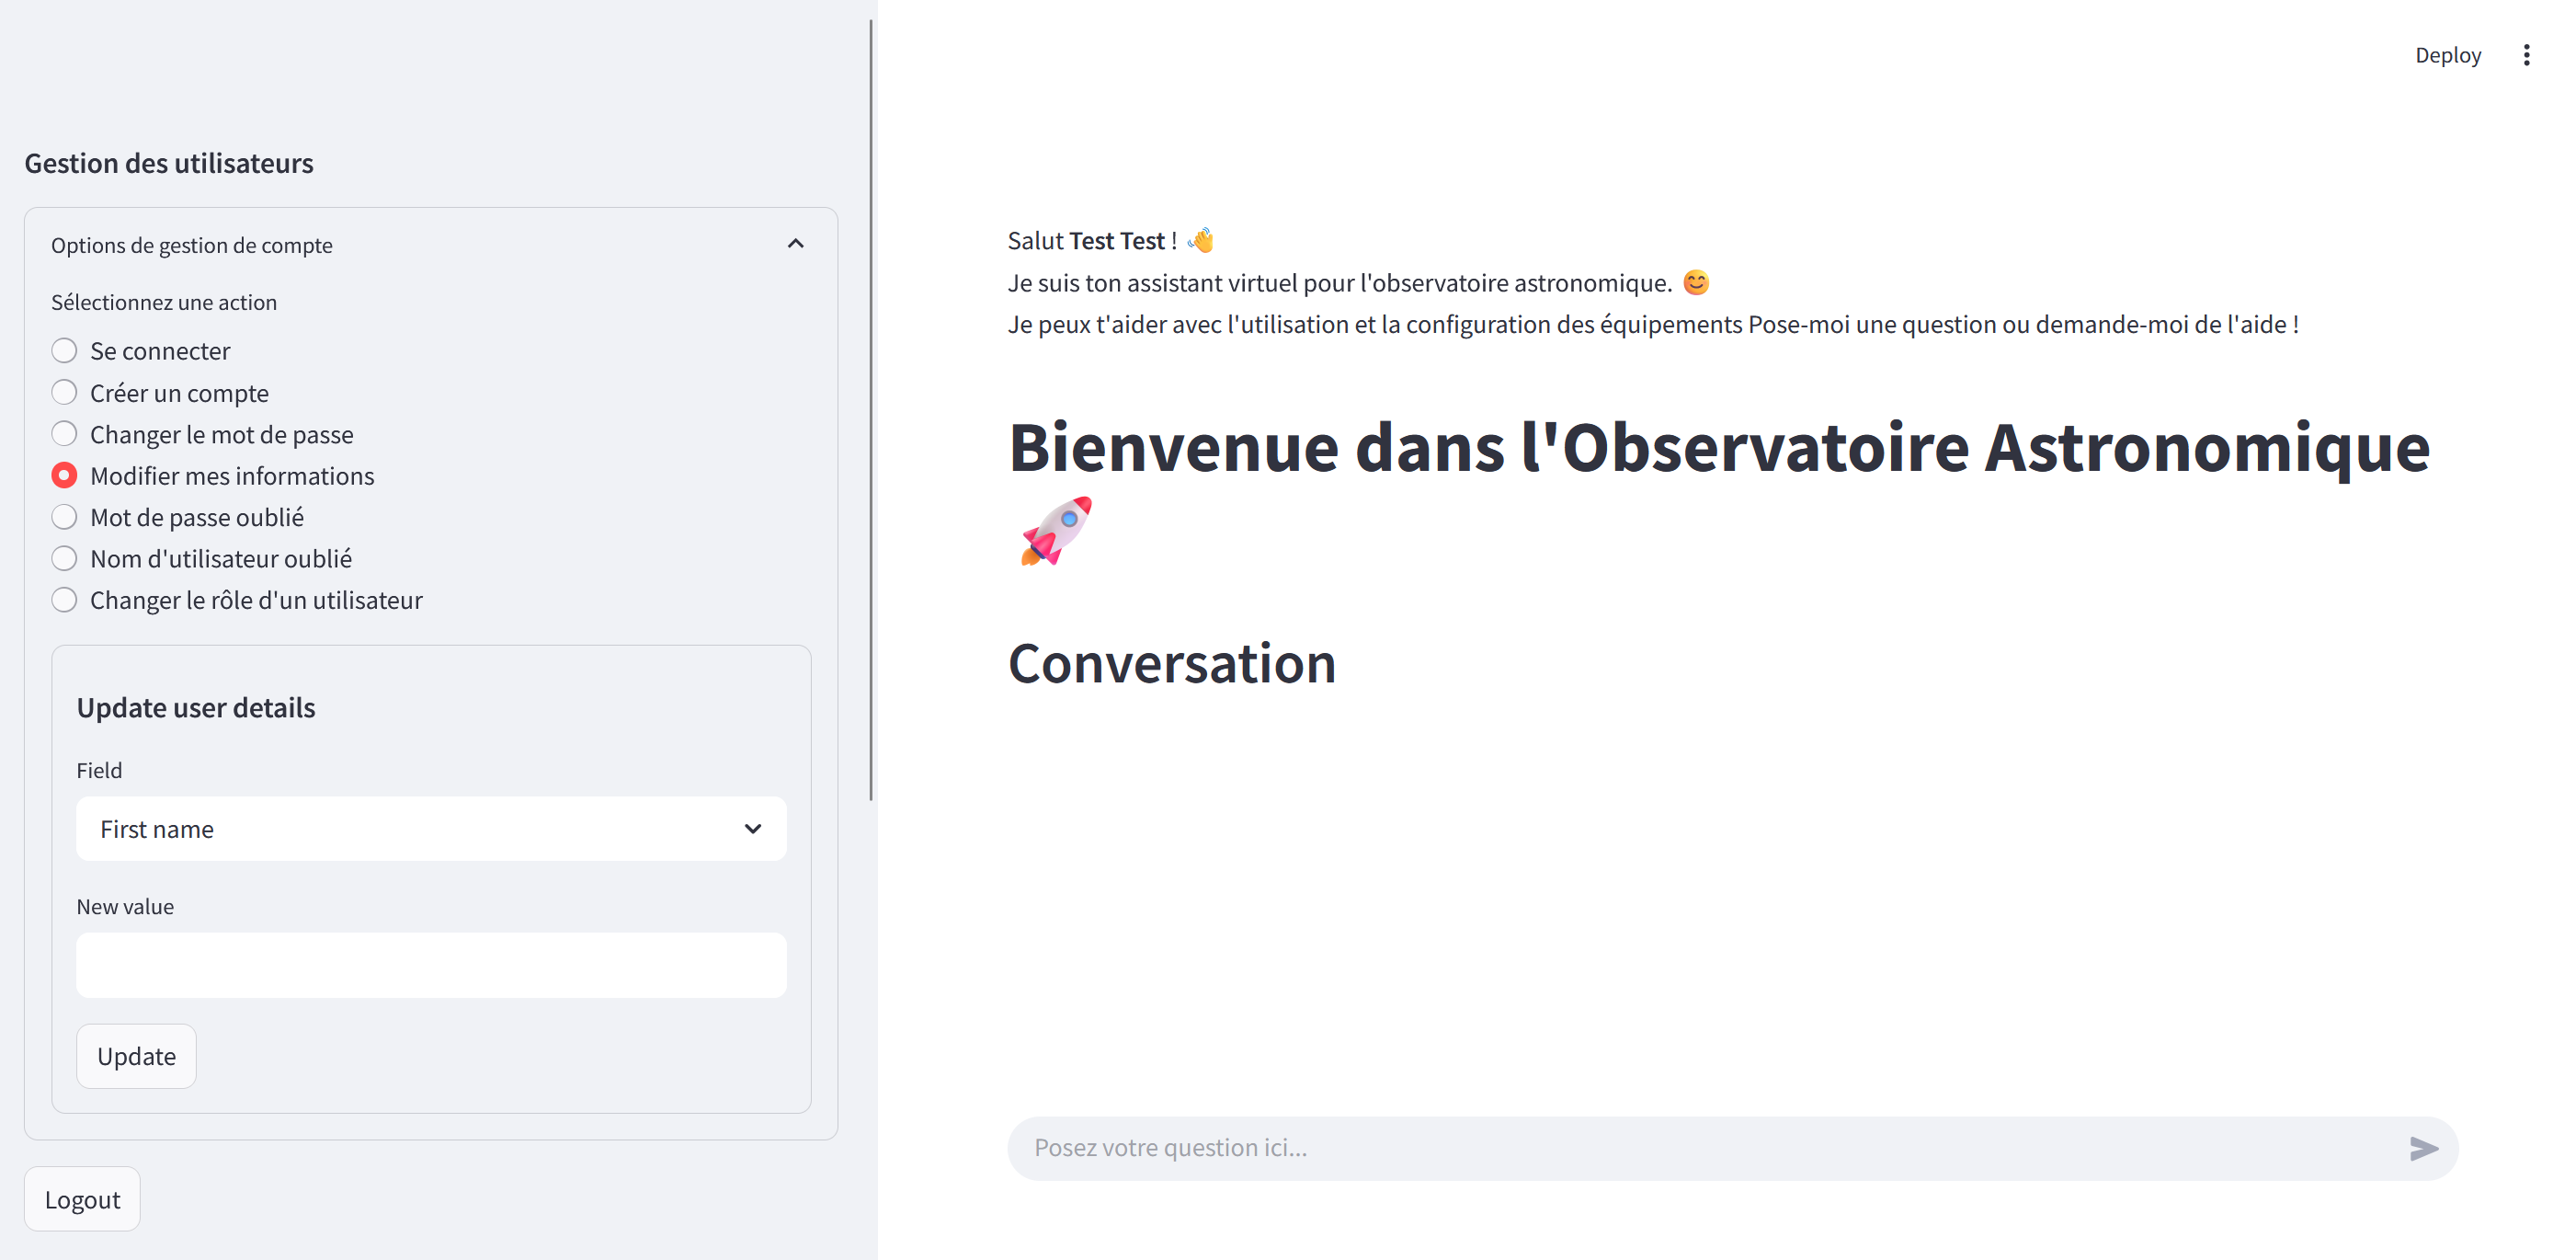 Deploy
Gestion des utilisateurs
Options de gestion de compte
Sélectionnez une action
Se connecter
Créer un compte
Changer le mot de passe
Modifier mes informations
Mot de passe oublié
Nom d'utilisateur oublié
Changer le rôle d'un utilisateur
Update user details
Field
First name
New value
Update
Logout
Salut Test Test ! 👋
Je suis ton assistant virtuel pour l'observatoire astronomique. 😊
Je peux t'aider avec l'utilisation et la configuration des équipements Pose-moi une question ou demande-moi de l'aide !
Bienvenue dans l'Observatoire Astronomique
🚀
Conversation
Posez votre question ici...